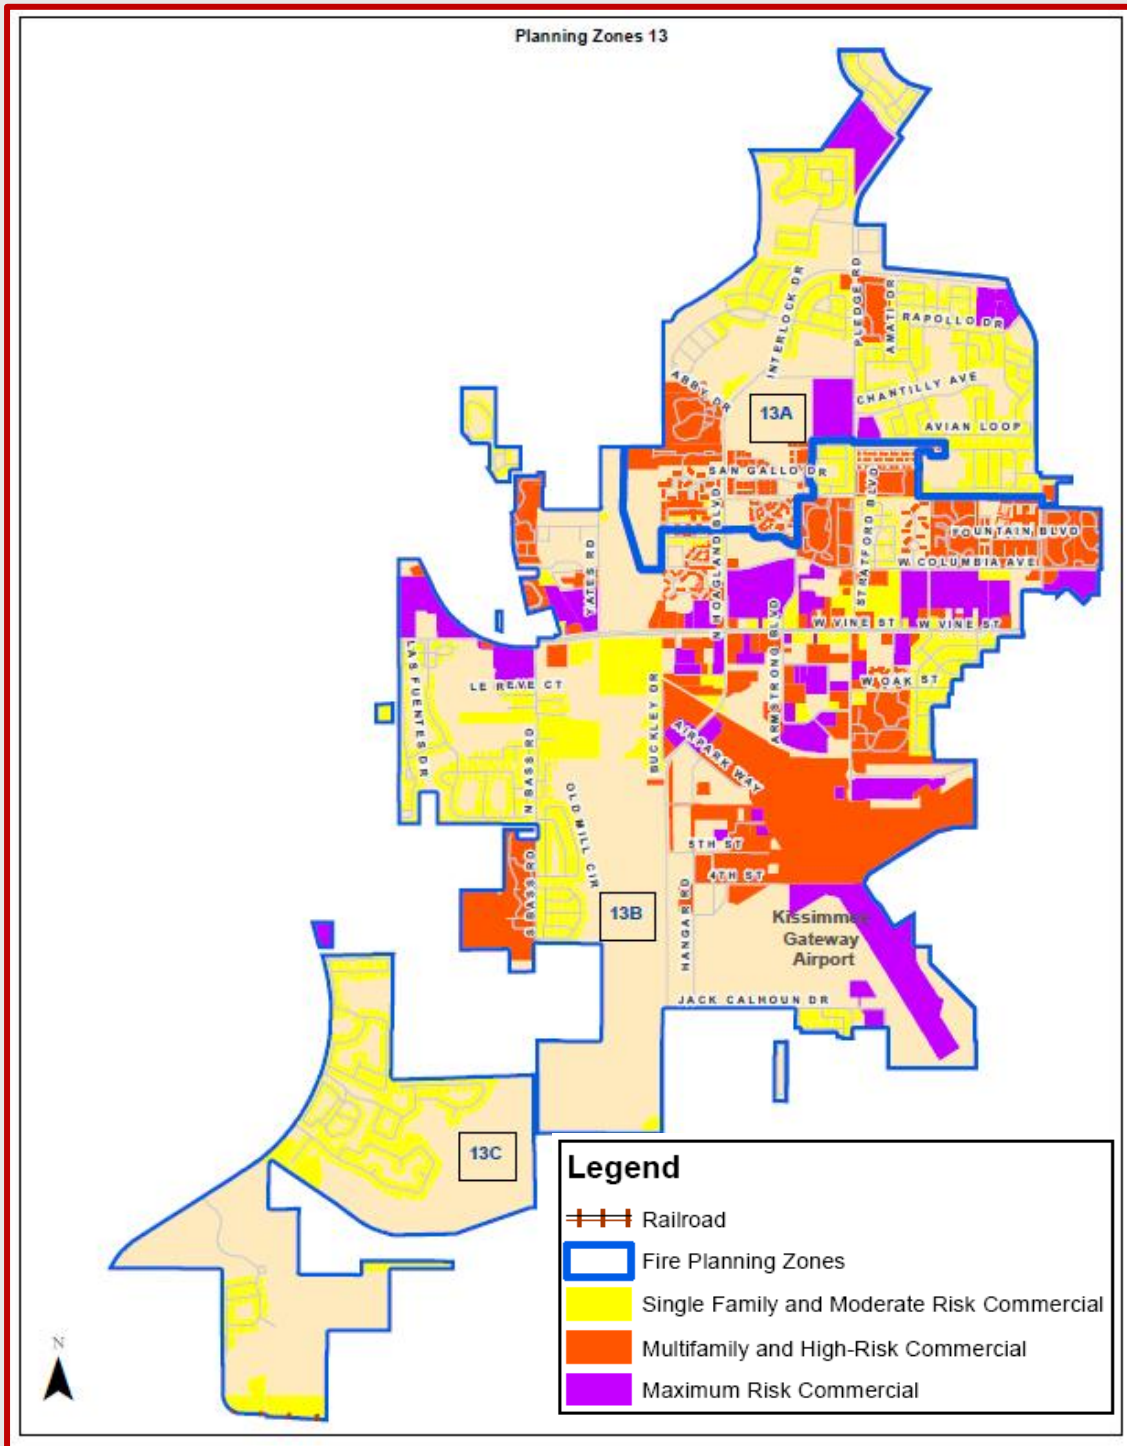 Planning Zones 13
INTERLOCK DR
PLEDGE RD
AMATI DR
RAPOLLO DR
ABBY DR
CHANTILLY AVE
13A
AVIAN LOOP
SAN GALLO DR
N HOAGLAND BLVD
STRATFORD BLVD
FOUNTAIN BLVD
W COLUMBIA AVE
YATES RD
W VINE ST
W VINE ST
ARMSTRONG BLVD
LAS FUENTES DR
LE REVE CT
W OAK ST
BUCKLEY DR
AIRPARK WAY
N BASS RD
OLD MILL CIR
5TH ST
4TH ST
S BASS RD
13B
HANGAR RD
Kissimmee
Gateway
Airport
JACK CALHOUN DR
13C
Legend
Railroad
Fire Planning Zones
Single Family and Moderate Risk Commercial
Multifamily and High-Risk Commercial
Maximum Risk Commercial
N